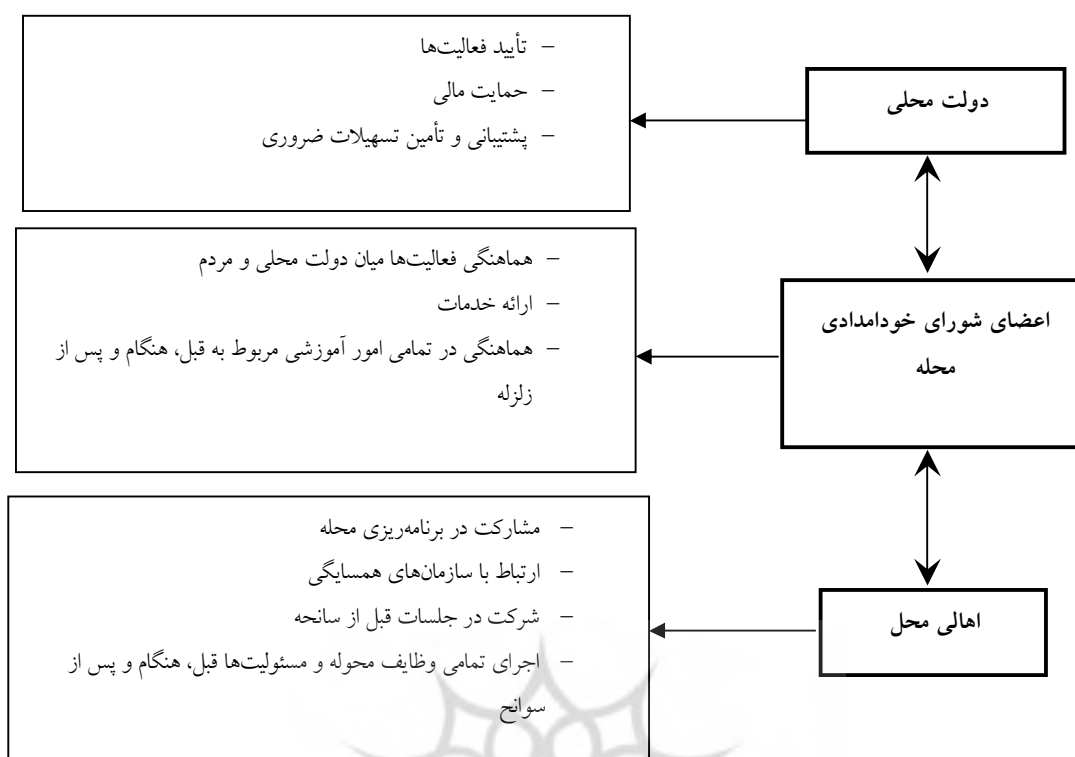 دولت محلی
– تأیید فعالیت‌ها
– حمایت مالی
– پشتیبانی و تأمین تسهیلات ضروری
اعضای شورای خودامدادی
محله
– هماهنگی فعالیت‌ها میان دولت محلی و مردم
– ارائه خدمات
– هماهنگی در تمامی امور آموزشی مربوط به قبل، هنگام و پس از
زلزله
اهالی محل
– مشارکت در برنامه‌ریزی محله
– ارتباط با سازمان‌های همسایگی
– شرکت در جلسات قبل از سانحه
– اجرای تمامی وظایف محوله و مسئولیت‌ها قبل، هنگام و پس از
سوانح